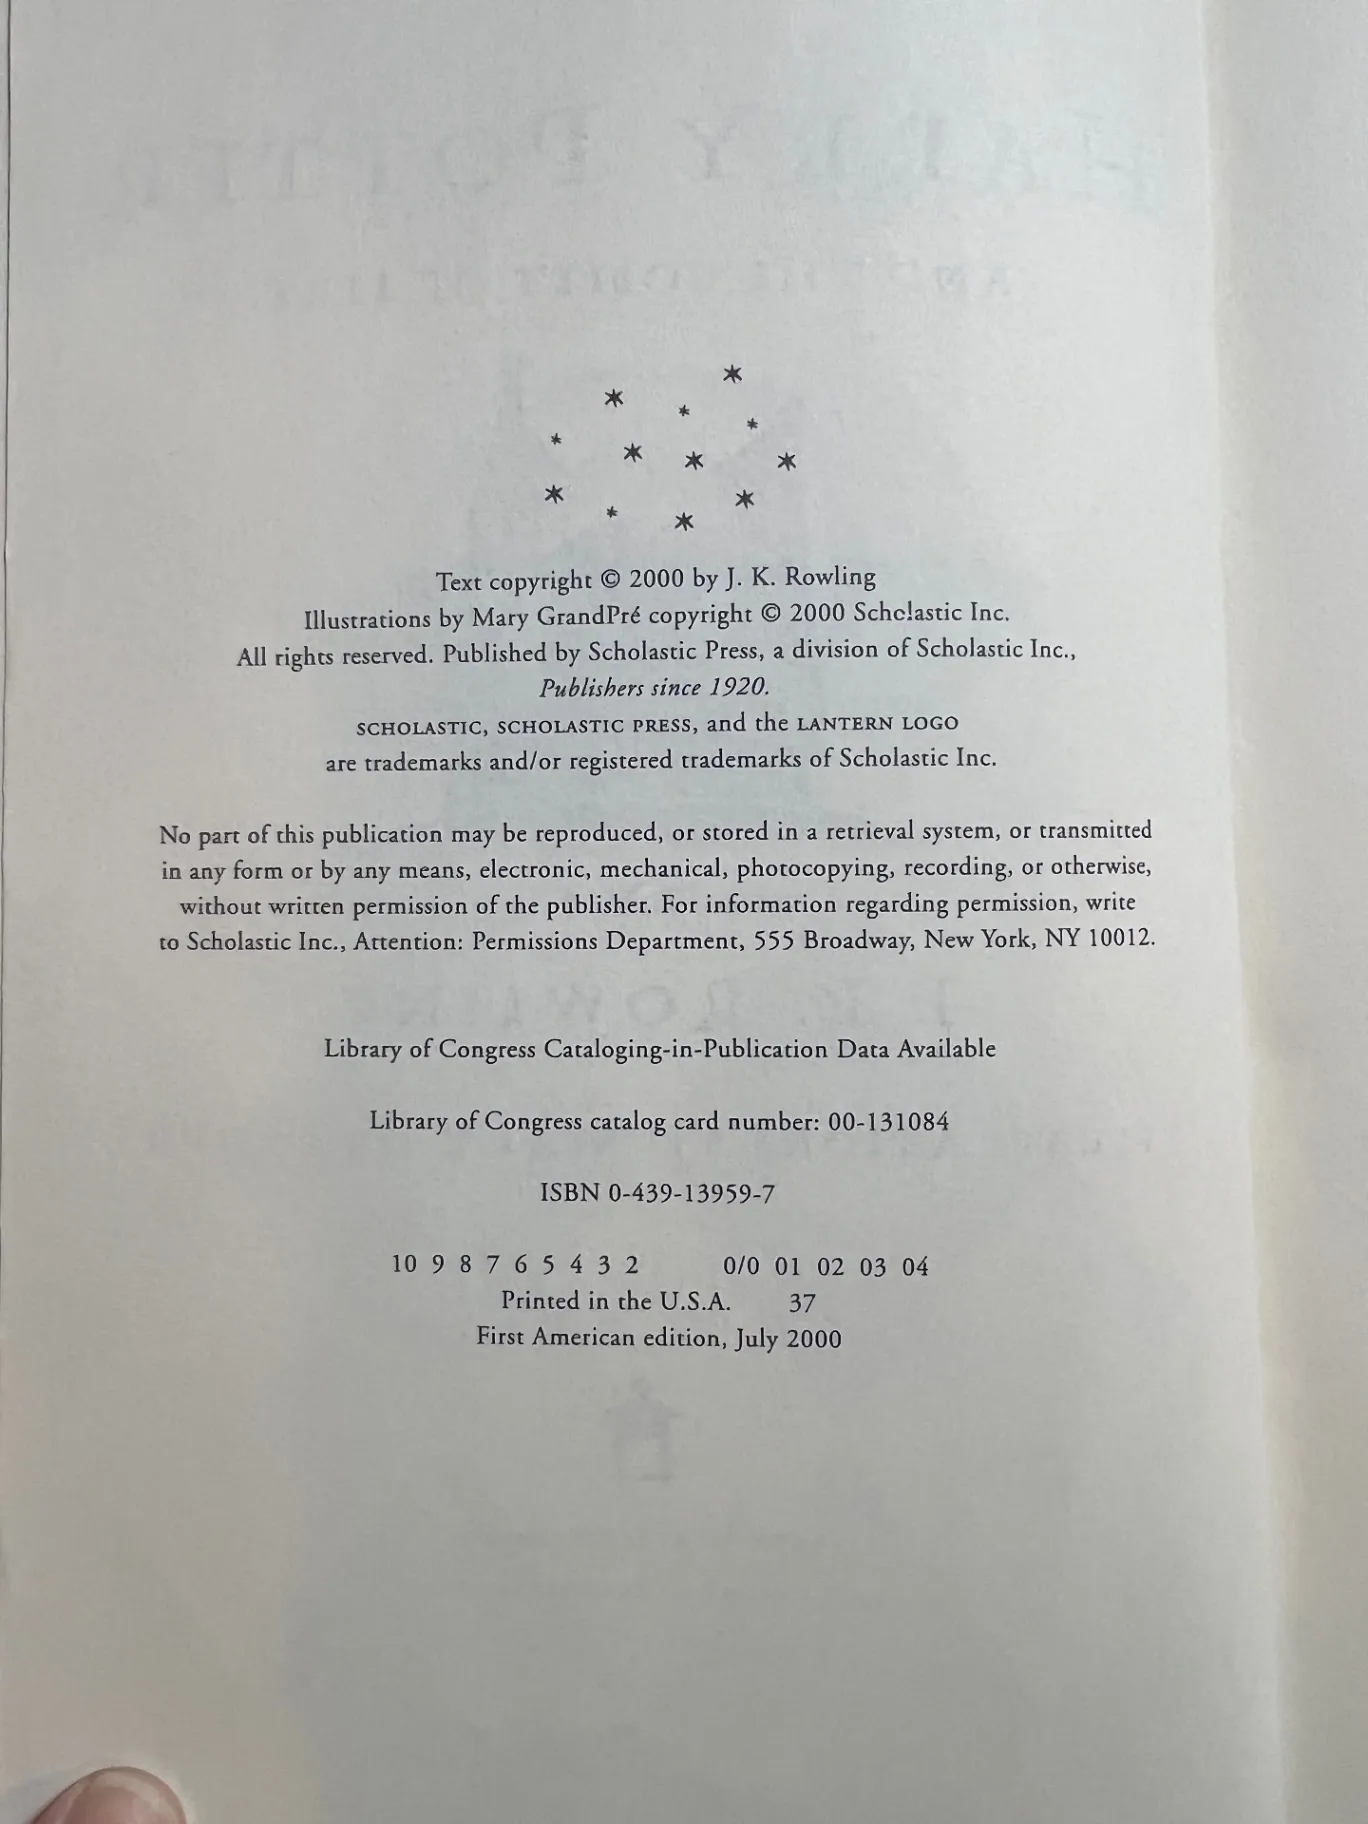 Text copyright © 2000 by J. K. Rowling
Illustrations by Mary GrandPré copyright © 2000 Scholastic Inc.
All rights reserved. Published by Scholastic Press, a division of Scholastic Inc.,
Publishers since 1920.
SCHOLASTIC, SCHOLASTIC PRESS, and the LANTERN LOGO
are trademarks and/or registered trademarks of Scholastic Inc.
No part of this publication may be reproduced, or stored in a retrieval system, or transmitted
in any form or by any means, electronic, mechanical, photocopying, recording, or otherwise,
without written permission of the publisher. For information regarding permission, write
to Scholastic Inc., Attention: Permissions Department, 555 Broadway, New York, NY 10012.
Library of Congress Cataloging-in-Publication Data Available
Library of Congress catalog card number: 00-131084
ISBN 0-439-13959-7
10 9 8 7 6 5 4 3 2 0/0 01 02 03 04
Printed in the U.S.A. 37
First American edition, July 2000